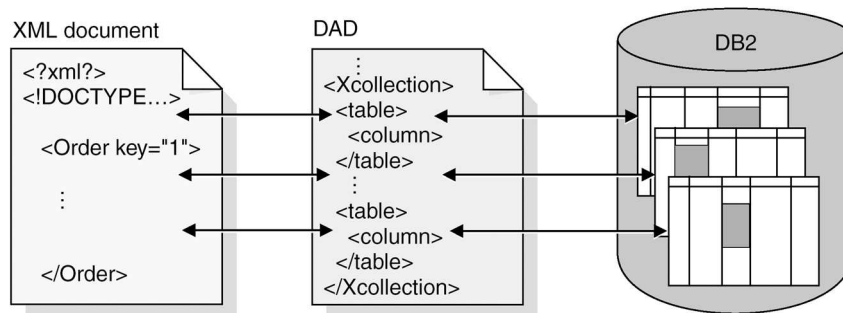 XML document
<?xml?>
<!DOCTYPE...>
<Order key="1">
⋮
</Order>
DAD
⋮
<Xcollection>
<table>
<column>
</table>
⋮
<table>
<column>
</table>
</Xcollection>
DB2